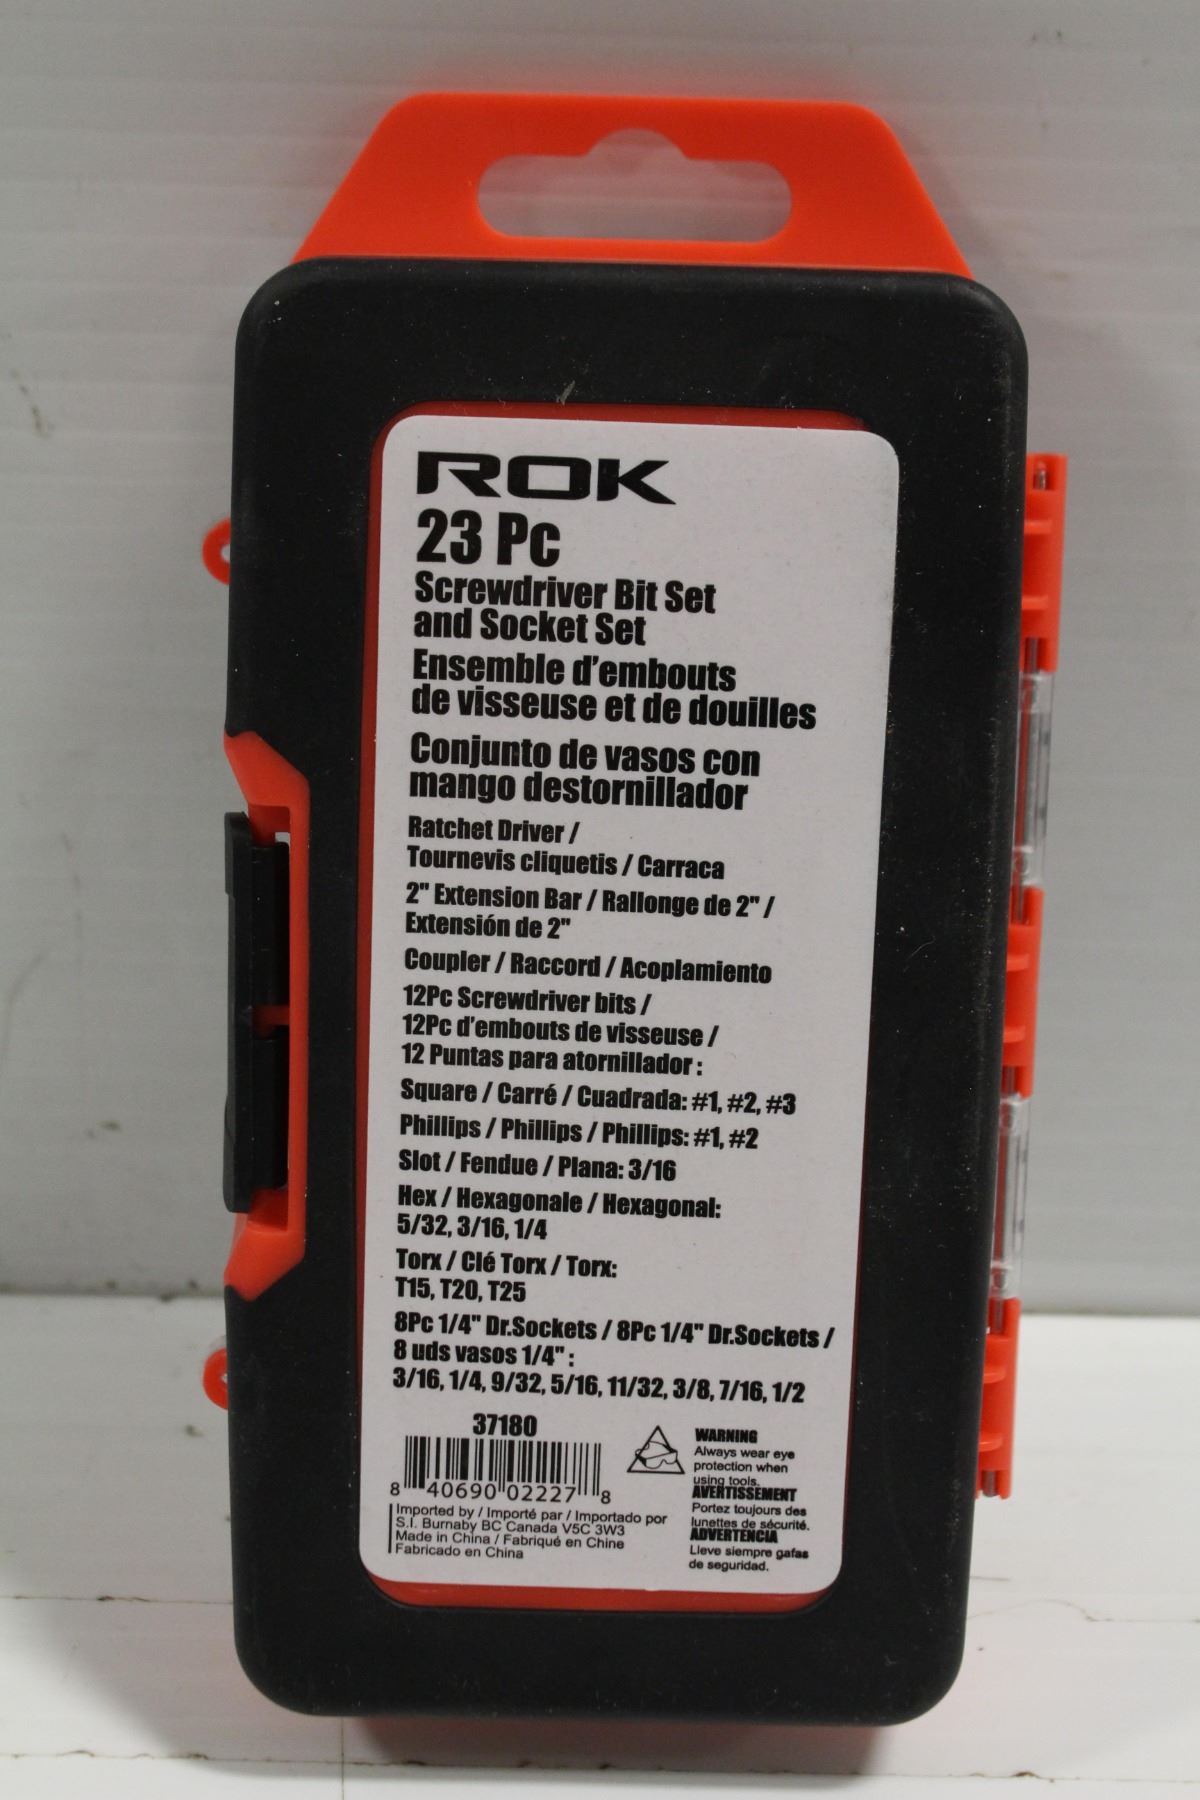 ROK
23 Pc
Screwdriver Bit Set
and Socket Set
Ensemble d'embouts
de visseuse et de douilles
Conjunto de vasos con
mango destornillador
Ratchet Driver /
Tournevis cliquetis / Carraca
2" Extension Bar / Rallonge de 2" /
Extensión de 2"
Coupler / Raccord / Acoplamiento
12Pc Screwdriver bits /
12Pc d'embouts de visseuse /
12 Puntas para atornillador :
Square / Carré / Cuadrada: #1, #2, #3
Phillips / Phillips / Phillips: #1, #2
Slot / Fendue / Plana: 3/16
Hex / Hexagonale / Hexagonal:
5/32, 3/16, 1/4
Torx / Clé Torx / Torx:
T15, T20, T25
8Pc 1/4" Dr.Sockets / 8Pc 1/4" Dr.Sockets /
8 uds vasos 1/4" :
3/16, 1/4, 9/32, 5/16, 11/32, 3/8, 7/16, 1/2
37180
8 40690 02227 8
Imported by / Importé par / Importado por
S.I. Burnaby BC Canada V5C 3W3
Made in China / Fabriqué en Chine
Fabricado en China
WARNING
Always wear eye
protection when
using tools.
AVERTISSEMENT
Portez toujours des
lunettes de sécurité.
ADVERTENCIA
Lleve siempre gafas
de seguridad.